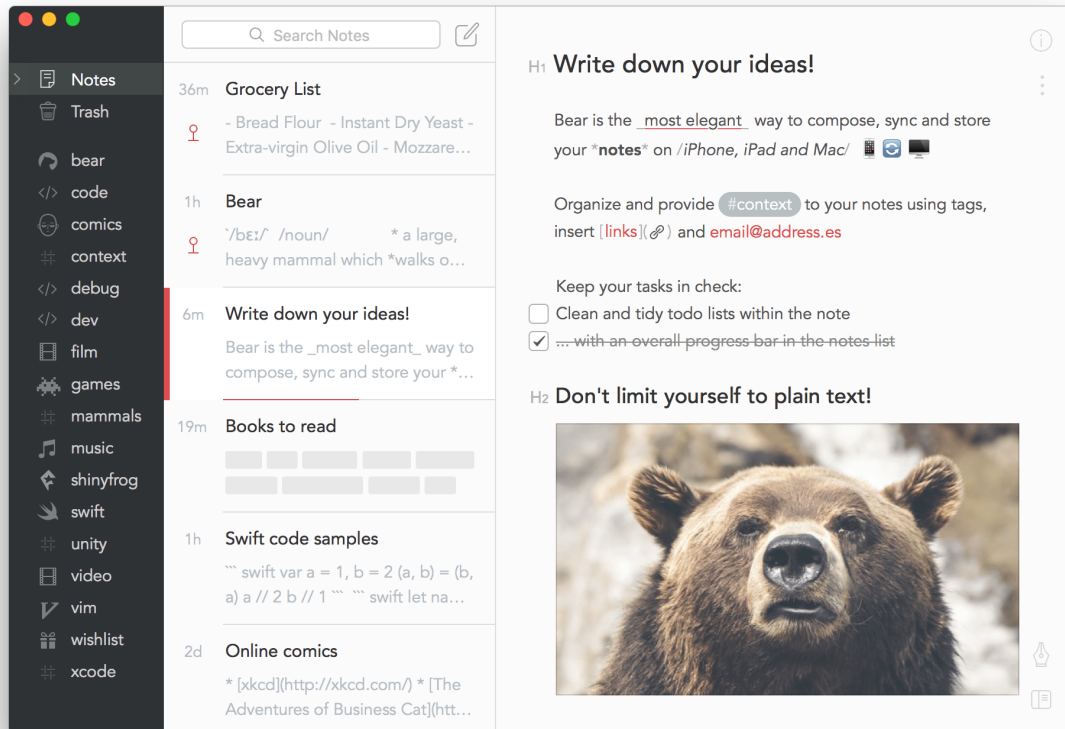 Notes
Trash
bear
code
comics
context
debug
dev
film
games
mammals
music
shinyfrog
swift
unity
video
vim
wishlist
xcode
Search Notes
36m Grocery List
- Bread Flour - Instant Dry Yeast -
Extra-virgin Olive Oil - Mozzare...
1h Bear
`/bɛː/` /noun/ * a large,
heavy mammal which *walks o...
6m Write down your ideas!
Bear is the _most elegant_ way to
compose, sync and store your *...
19m Books to read
1h Swift code samples
``` swift var a = 1, b = 2 (a, b) = (b,
a) a // 2 b // 1 ``` ``` swift let na...
2d Online comics
* [xkcd](http://xkcd.com/) * [The
Adventures of Business Cat](htt...
H1 Write down your ideas!
Bear is the _most elegant_ way to compose, sync and store
your *notes* on /iPhone, iPad and Mac/
Organize and provide #context to your notes using tags,
insert [links]() and email@address.es
Keep your tasks in check:
Clean and tidy todo lists within the note
... with an overall progress bar in the notes list
H2 Don't limit yourself to plain text!